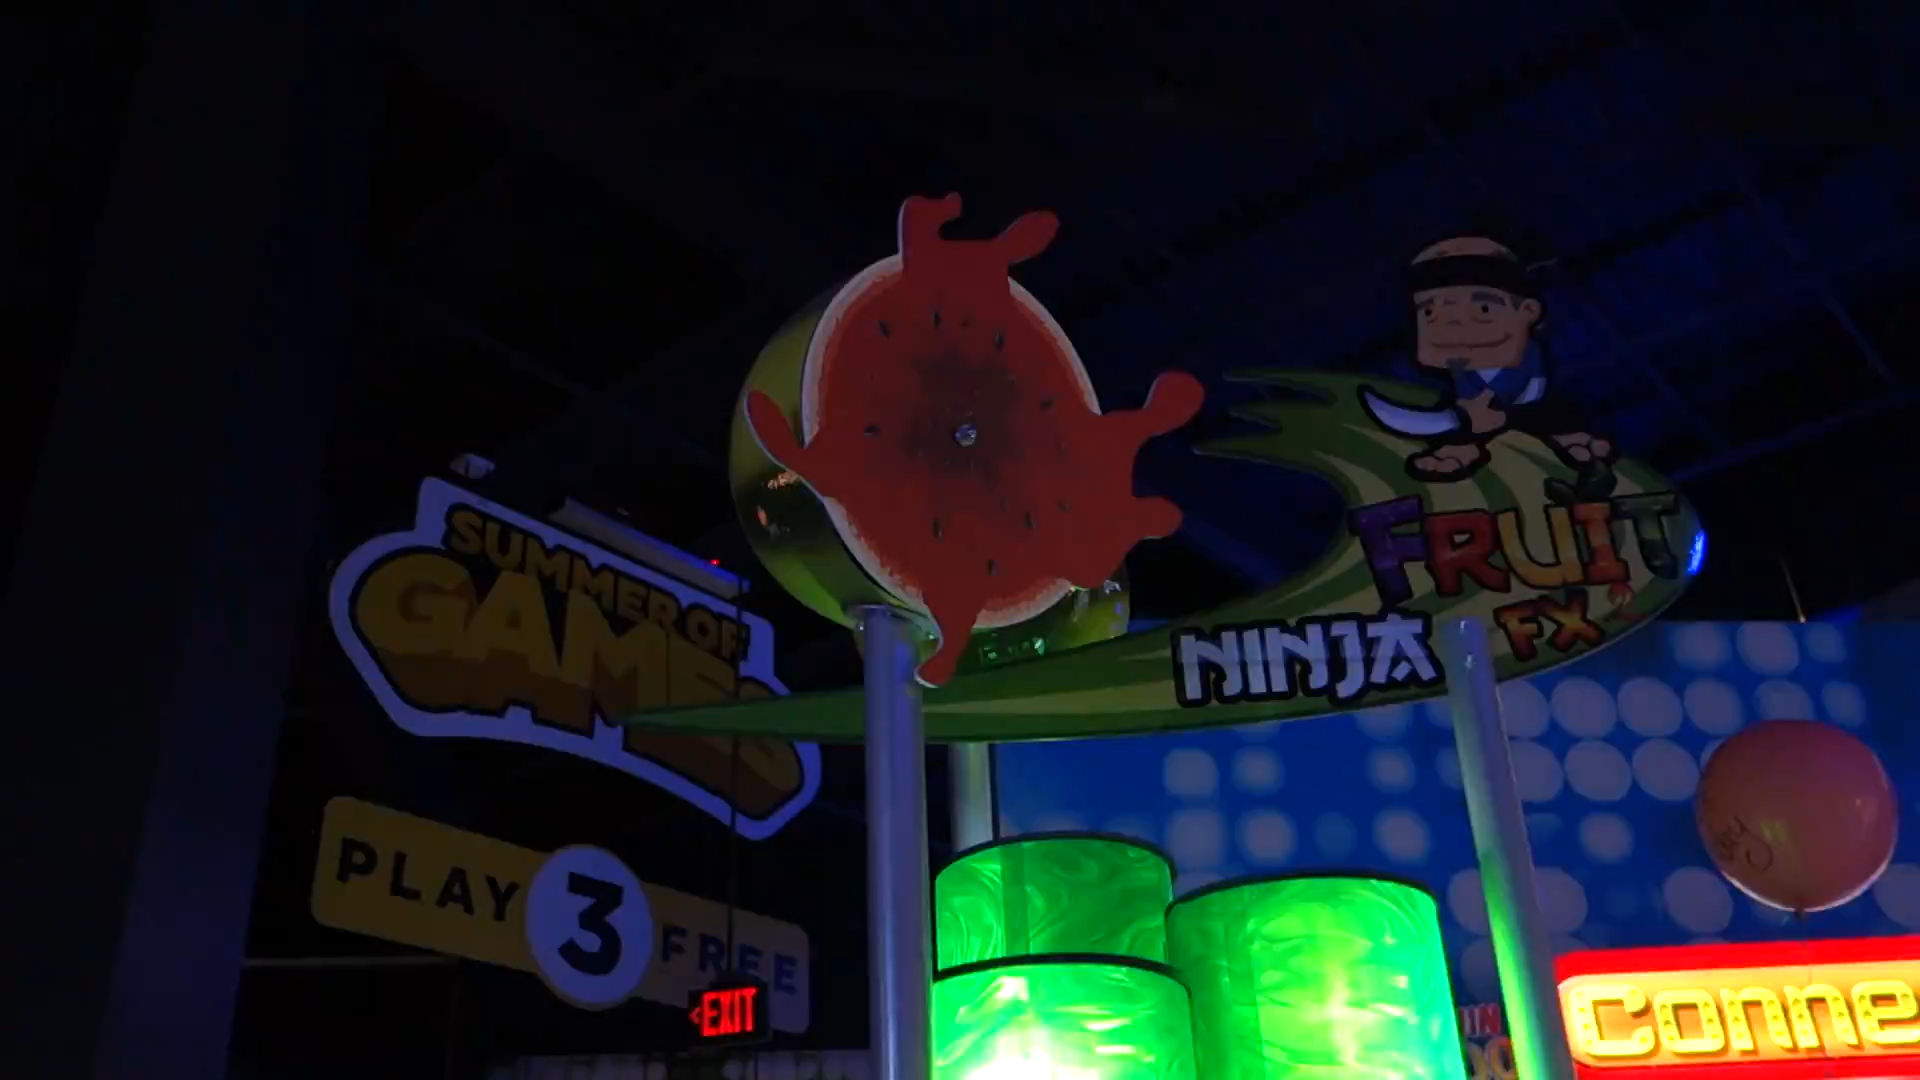 SUMMER OF
GAMES
PLAY 3 FREE
EXIT
FRUIT
NINJA FX
Conne